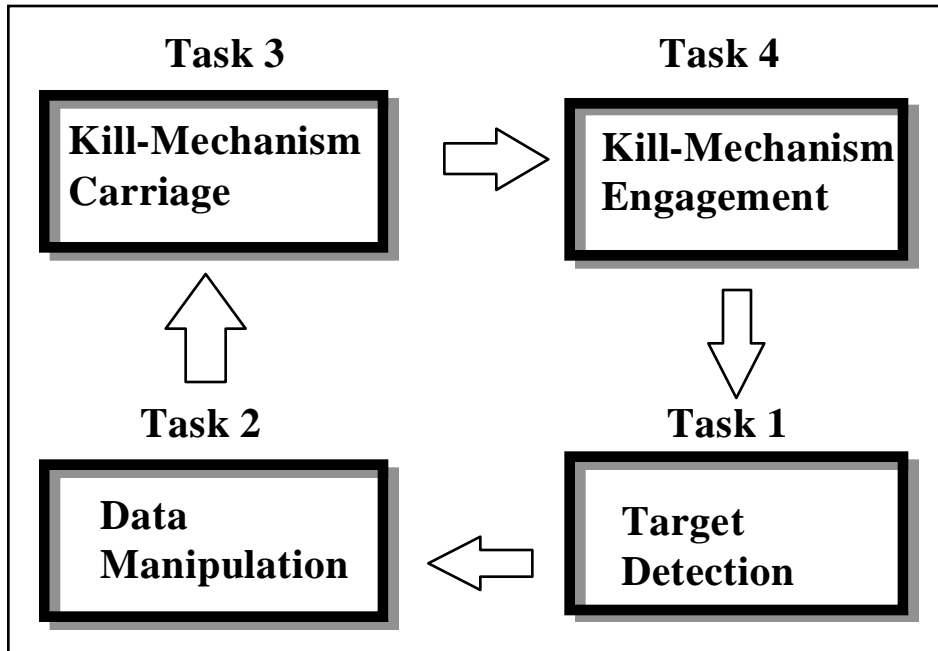 Task 3
Kill-Mechanism
Carriage
Task 4
Kill-Mechanism
Engagement
Task 2
Data
Manipulation
Task 1
Target
Detection